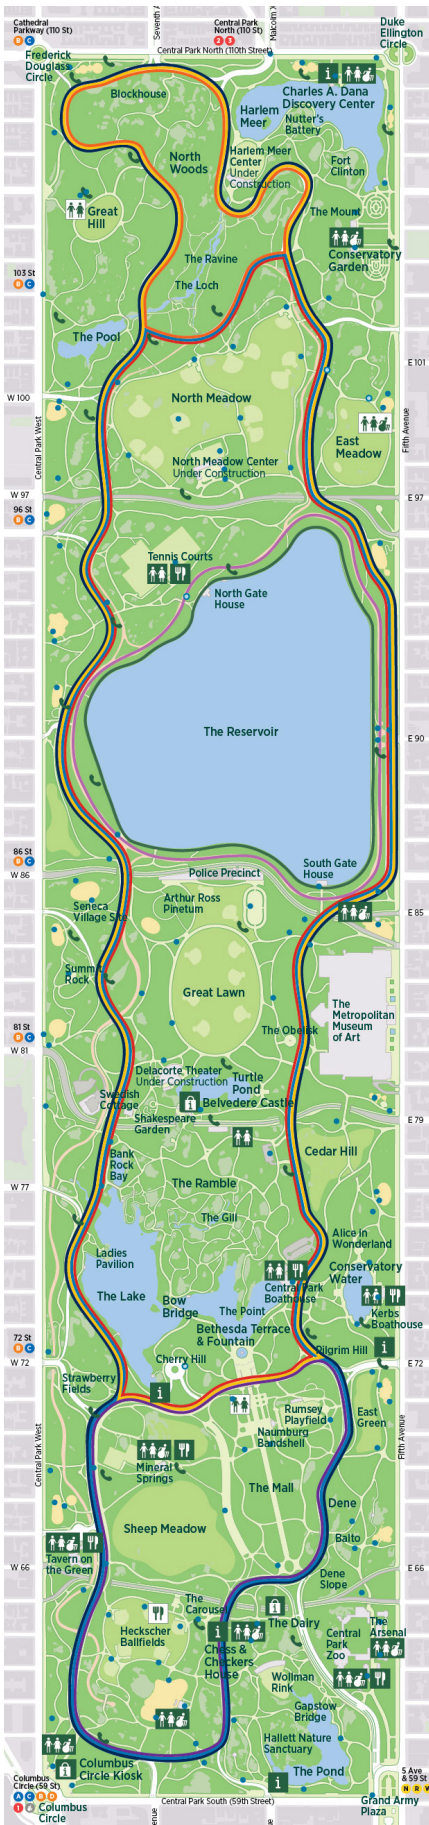 Cathedral
Parkway (110 St)
B C
Seventh A
Central Park
North (110 St)
2 3
Malcolm X
Duke
Ellington
Circle
Central Park North (110th Street)
Frederick
Douglass
Circle
Blockhouse
i
Charles A. Dana
Discovery Center
Harlem
Meer
Nutter's
Battery
North
Woods
Harlem Meer
Center
Under
Construction
Fort
Clinton
Great
Hill
The Mount
Conservatory
Garden
The Ravine
103 St
B C
The Loch
The Pool
E 101
W 100
North Meadow
Central Park West
Fifth Avenue
East
Meadow
North Meadow Center
Under Construction
W 97
E 97
96 St
B C
Tennis Courts
North Gate
House
The Reservoir
E 90
86 St
B C
W 86
South Gate
House
Police Precinct
Arthur Ross
Pinetum
Seneca
Village Site
E 85
Summit
Rock
Great Lawn
The
Metropolitan
Museum
of Art
The Obelisk
81 St
B C
W 81
Delacorte Theater
Under Construction
Turtle
Pond
Swedish
Cottage
i
Belvedere Castle
Shakespeare
Garden
E 79
Bank
Rock
Bay
Cedar Hill
W 77
The Ramble
The Gill
Alice in
Wonderland
Ladies
Pavilion
Conservatory
Water
Central Park
Boathouse
The Lake
Bow
Bridge
The Point
Kerbs
Boathouse
Bethesda Terrace
& Fountain
72 St
B C
W 72
Cherry Hill
Pilgrim Hill
i
E 72
Strawberry
Fields
i
Rumsey
Playfield
East
Green
Naumburg
Bandshell
Central Park West
Fifth Avenue
Mineral
Springs
The Mall
Dene
Sheep Meadow
Balto
Tavern on
the Green
W 66
E 66
Dene
Slope
The
Carousel
i
i
The Dairy
Heckscher
Ballfields
Chess &
Checkers
House
Central
Park
Zoo
The
Arsenal
Wollman
Rink
Gapstow
Bridge
Hallett Nature
Sanctuary
The Pond
i
i
Columbus
Circle Kiosk
Columbus
Circle (59 St)
A C B D
1
Columbus
Circle
Central Park South (59th Street)
5 Ave
& 59 St
N R W
Grand Army
Plaza
enue
ue